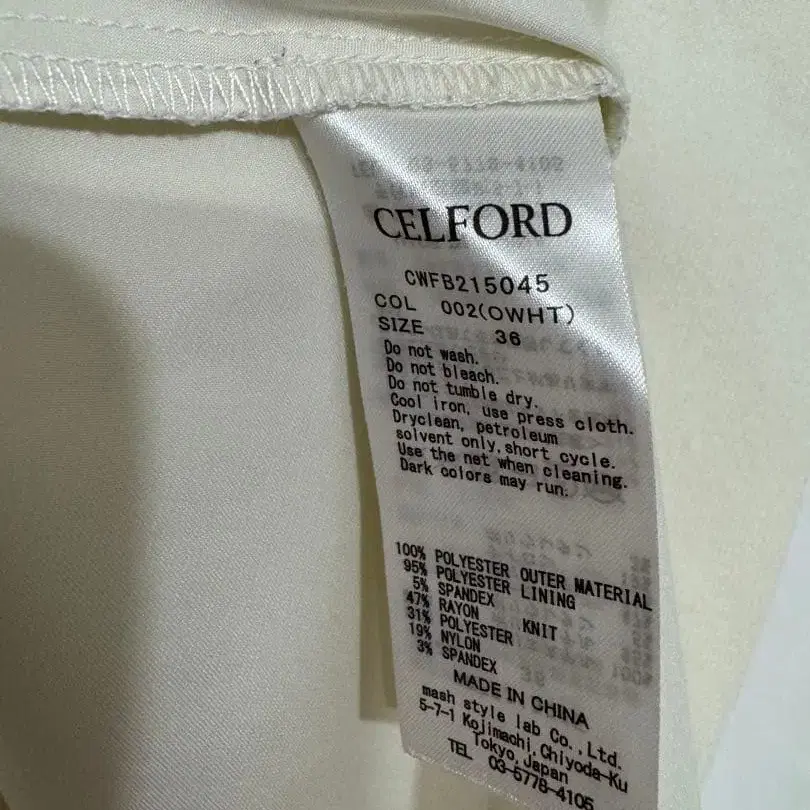 CELFORD
CWFB215045
COL 002(OWHT)
SIZE 36
Do not wash.
Do not bleach.
Do not tumble dry.
Cool iron, use press cloth.
Dryclean, petroleum
solvent only, short cycle.
Use the net when cleaning.
Dark colors may run.
100% POLYESTER OUTER MATERIAL
95% POLYESTER LINING
5% SPANDEX
47% RAYON KNIT
31% POLYESTER
19% NYLON
3% SPANDEX
MADE IN CHINA
mash style lab Co.,Ltd.
5-7-1 Kojimachi, Chiyoda-Ku
Tokyo, Japan
TEL 03-5778-4105